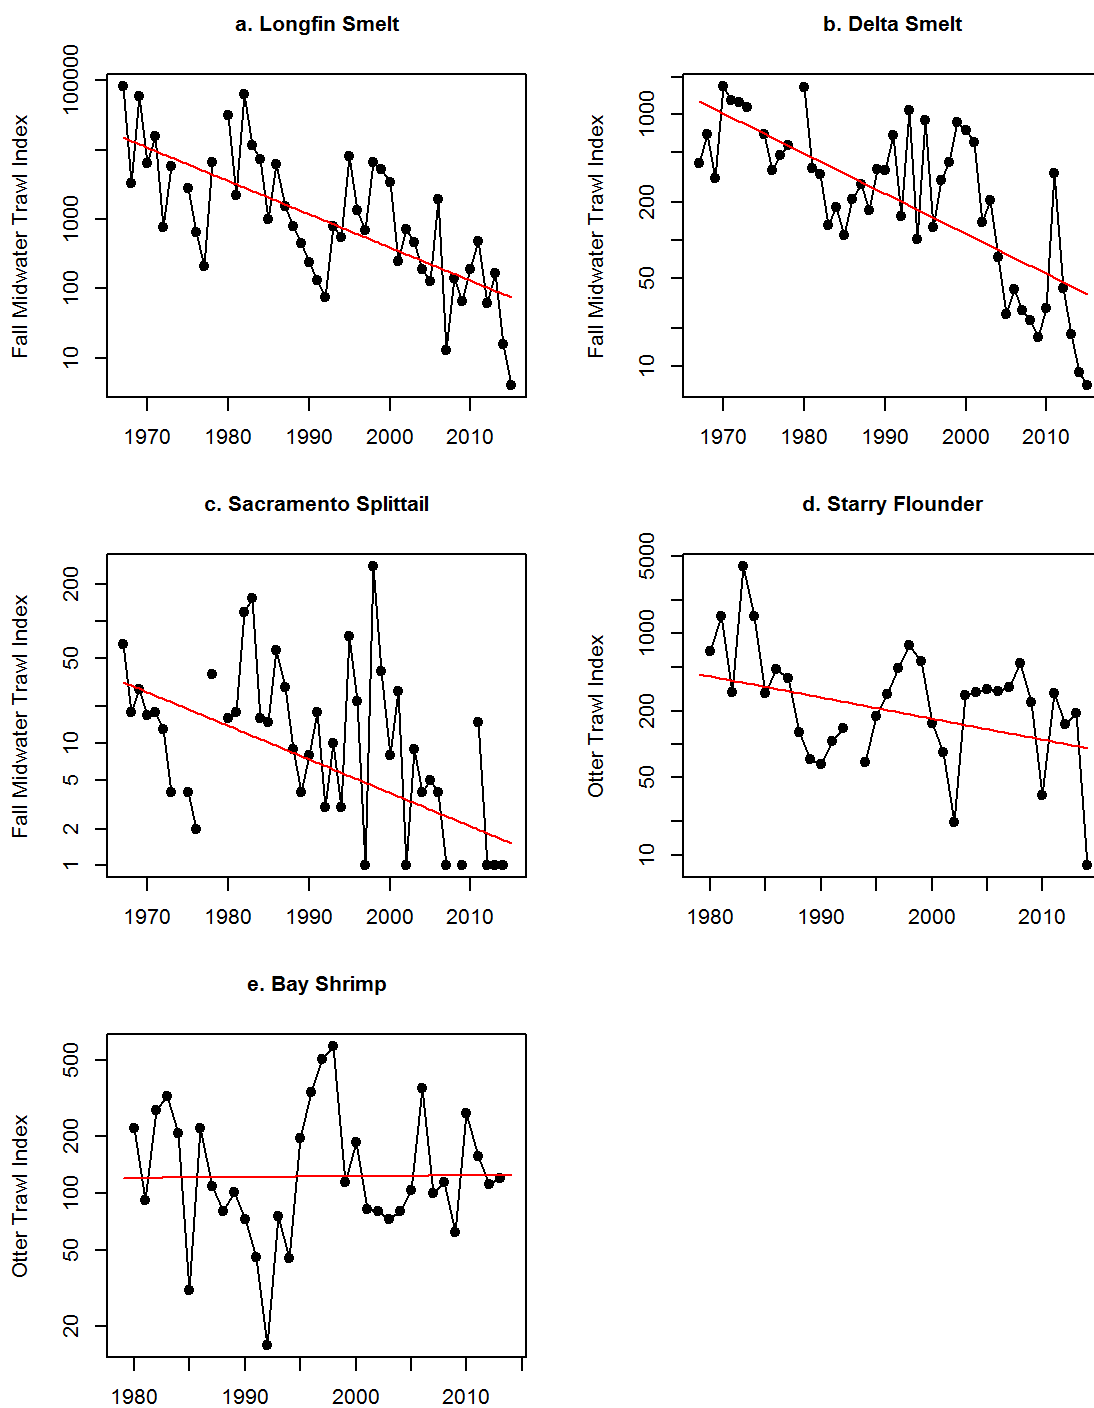 a. Longfin Smelt
Fall Midwater Trawl Index
100000
1000
100
10
1970 1980 1990 2000 2010
b. Delta Smelt
Fall Midwater Trawl Index
1000
200
50
10
1970 1980 1990 2000 2010
c. Sacramento Splittail
Fall Midwater Trawl Index
200
50
10
5
2
1
1970 1980 1990 2000 2010
d. Starry Flounder
Otter Trawl Index
5000
1000
200
50
10
1980 1990 2000 2010
e. Bay Shrimp
Otter Trawl Index
500
200
100
50
20
1980 1990 2000 2010